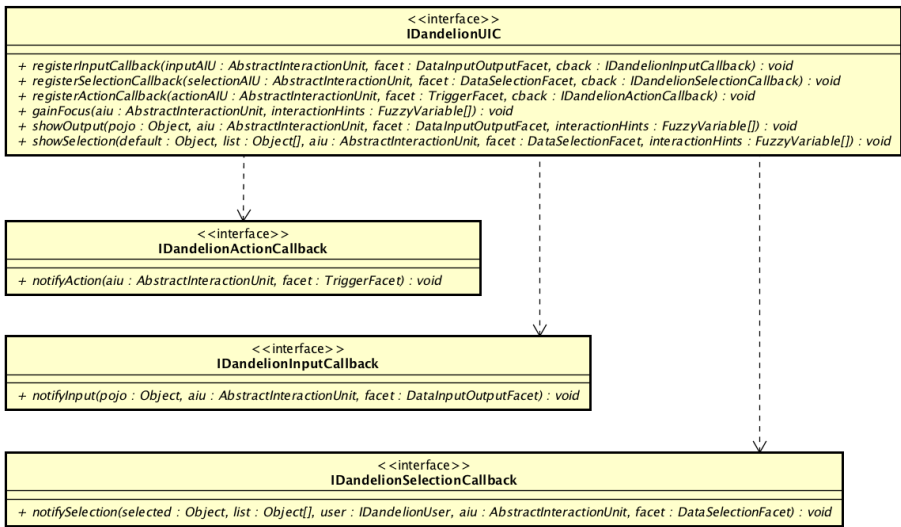 <<interface>>
IDandelionUIC
+ registerInputCallback(inputAIU : AbstractInteractionUnit, facet : DataInputOutputFacet, cback : IDandelionInputCallback) : void
+ registerSelectionCallback(selectionAIU : AbstractInteractionUnit, facet : DataSelectionFacet, cback : IDandelionSelectionCallback) : void
+ registerActionCallback(actionAIU : AbstractInteractionUnit, facet : TriggerFacet, cback : IDandelionActionCallback) : void
+ gainFocus(aiu : AbstractInteractionUnit, interactionHints : FuzzyVariable[]) : void
+ showOutput(pojo : Object, aiu : AbstractInteractionUnit, facet : DataInputOutputFacet, interactionHints : FuzzyVariable[]) : void
+ showSelection(default : Object, list : Object[], aiu : AbstractInteractionUnit, facet : DataSelectionFacet, interactionHints : FuzzyVariable[]) : void
<<interface>>
IDandelionActionCallback
+ notifyAction(aiu : AbstractInteractionUnit, facet : TriggerFacet) : void
<<interface>>
IDandelionInputCallback
+ notifyInput(pojo : Object, aiu : AbstractInteractionUnit, facet : DataInputOutputFacet) : void
<<interface>>
IDandelionSelectionCallback
+ notifySelection(selected : Object, list : Object[], user : IDandelionUser, aiu : AbstractInteractionUnit, facet : DataSelectionFacet) : void